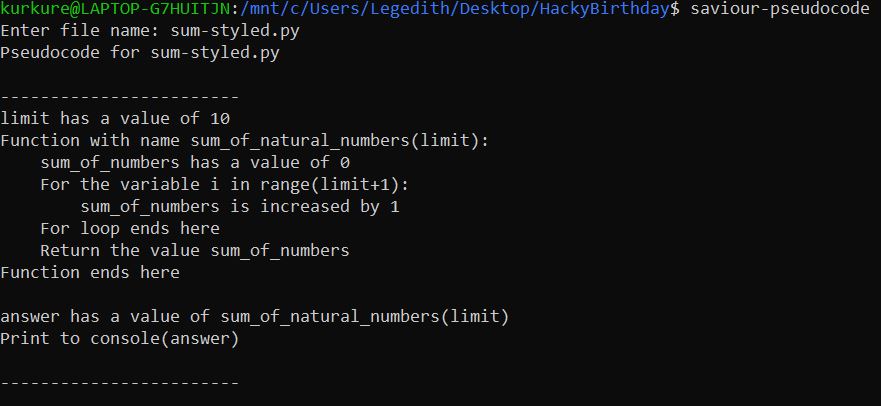 kurkure@LAPTOP-G7HUITJN:/mnt/c/Users/Legedith/Desktop/HackyBirthday$ saviour-pseudocode
Enter file name: sum-styled.py
Pseudocode for sum-styled.py
------------------------
limit has a value of 10
Function with name sum_of_natural_numbers(limit):
    sum_of_numbers has a value of 0
    For the variable i in range(limit+1):
        sum_of_numbers is increased by 1
    For loop ends here
    Return the value sum_of_numbers
Function ends here
answer has a value of sum_of_natural_numbers(limit)
Print to console(answer)
------------------------